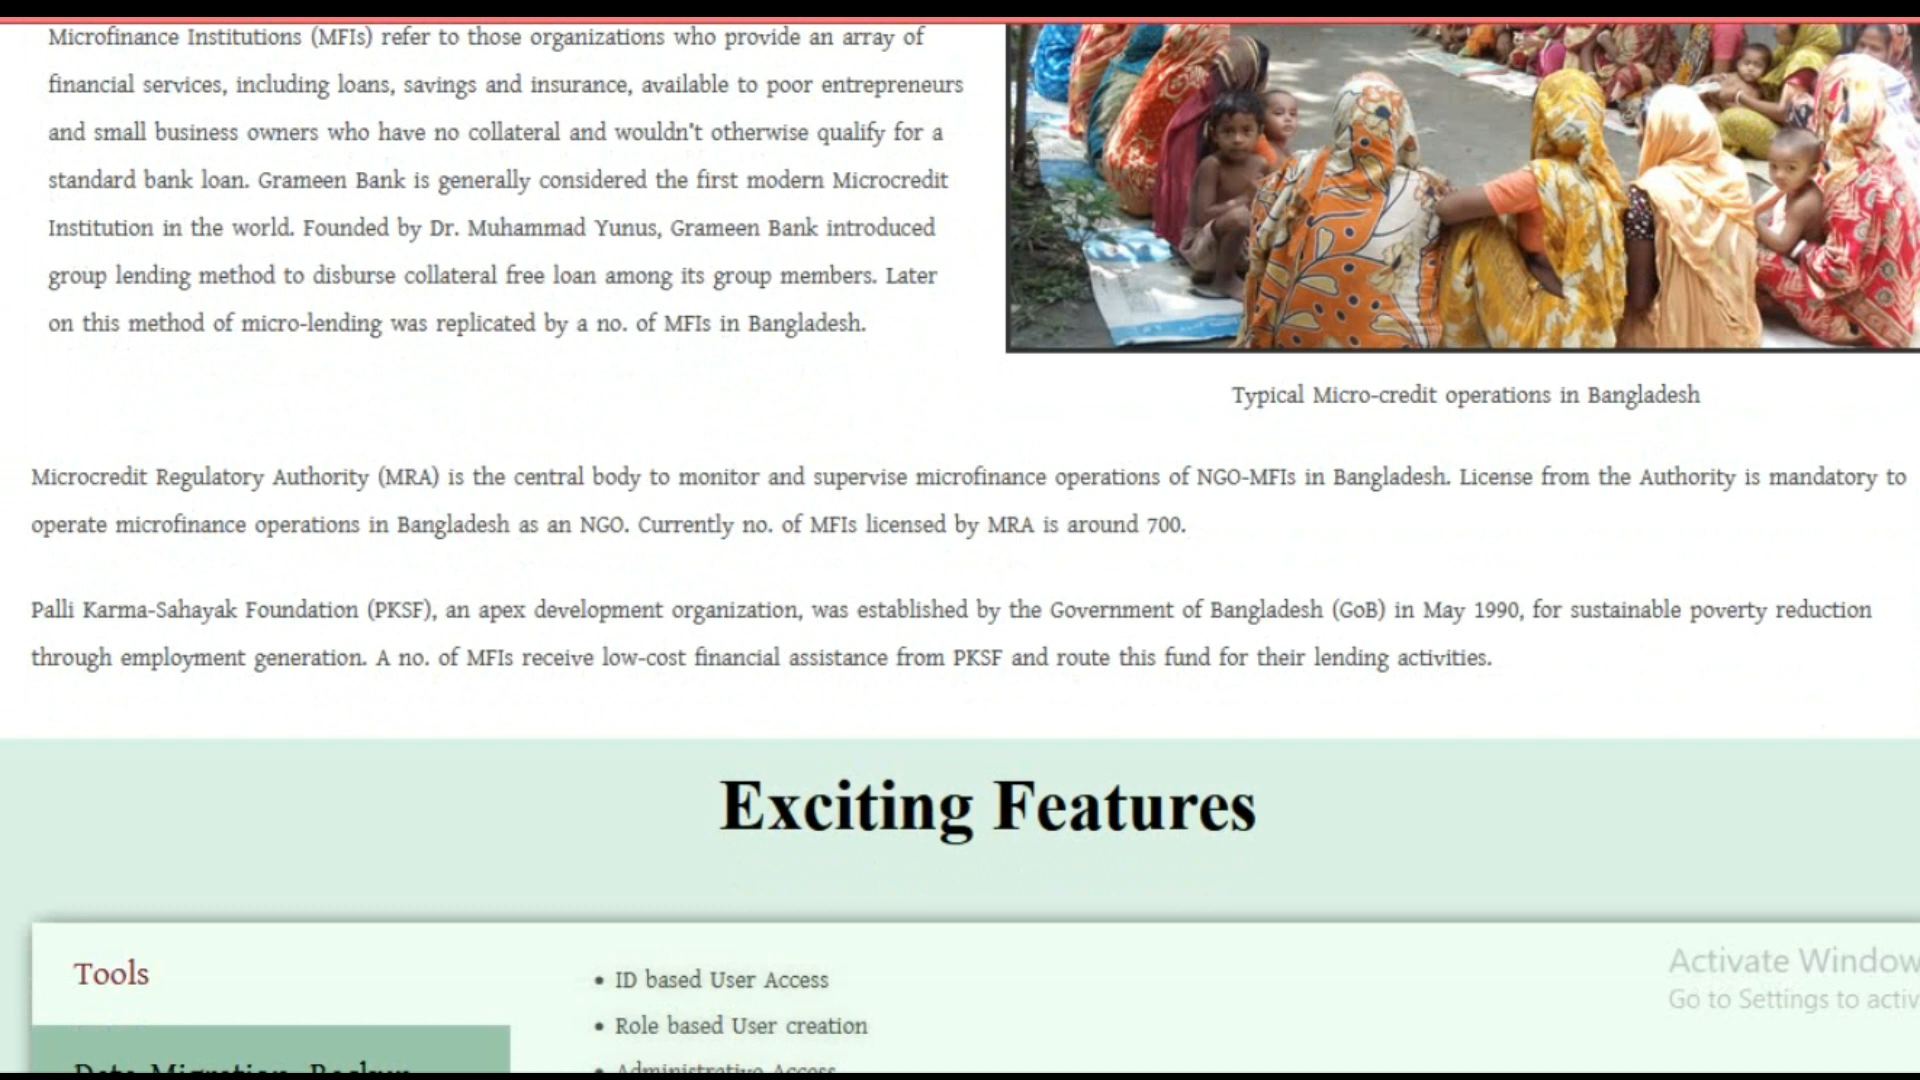 Microfinance Institutions (MFIs) refer to those organizations who provide an array of
financial services, including loans, savings and insurance, available to poor entrepreneurs
and small business owners who have no collateral and wouldn't otherwise qualify for a
standard bank loan. Grameen Bank is generally considered the first modern Microcredit
Institution in the world. Founded by Dr. Muhammad Yunus, Grameen Bank introduced
group lending method to disburse collateral free loan among its group members. Later
on this method of micro-lending was replicated by a no. of MFIs in Bangladesh.
Typical Micro-credit operations in Bangladesh
Microcredit Regulatory Authority (MRA) is the central body to monitor and supervise microfinance operations of NGO-MFIs in Bangladesh. License from the Authority is mandatory to
operate microfinance operations in Bangladesh as an NGO. Currently no. of MFIs licensed by MRA is around 700.
Palli Karma-Sahayak Foundation (PKSF), an apex development organization, was established by the Government of Bangladesh (GoB) in May 1990, for sustainable poverty reduction
through employment generation. A no. of MFIs receive low-cost financial assistance from PKSF and route this fund for their lending activities.
Exciting Features
Tools
Data Migration, Backup
• ID based User Access
• Role based User creation
• Administrative Access
Activate Window
Go to Settings to activ